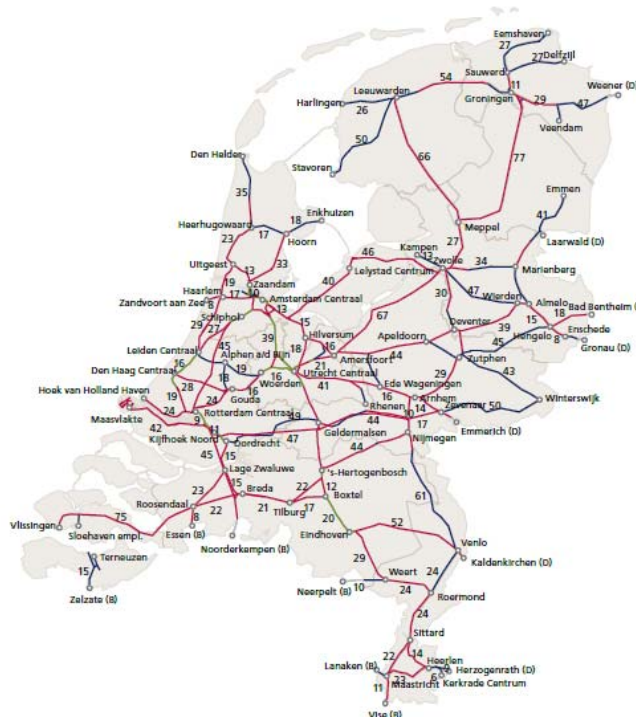 Eemshaven
27
Delfzijl
27
Sauwerd
54
11
Leeuwarden
Groningen
Weener (D)
29
47
Harlingen
26
Veendam
50
Den Helder
Stavoren
66
77
Emmen
35
41
Enkhuizen
18
Heerhugowaard
17
Meppel
Laarwald (D)
Hoorn
27
Kampen
23
13
Zwolle
33
46
34
Uitgeest
Lelystad Centrum
Marienberg
13
Zaandam
40
47
19
Haarlem
17
10
Amsterdam Centraal
30
Wierden
Almelo
Zandvoort aan Zee
8
13
67
Bad Bentheim (
Schiphol
15
18
Deventer
39
15
29
27
39
Hilversum
Apeldoorn
Enschede
Leiden Centraal
45
18
16
45
Hengelo
8
Alphen a/d Rijn
Amersfoort
44
Gronau (D)
16
19
21
Zutphen
Den Haag Centraal
18
Woerden
Utrecht Centraal
43
28
16
16
41
29
Hoek van Holland Haven
19
Gouda
Ede Wageningen
24
16
Arnhem
Zevenaar
Winterswijk
24
Rotterdam Centraal
Rhenen
14
50
Maasvlakte
9
49
44
10
42
11
Geldermalsen
17
Emmerich (D)
Kijfhoek Noord
Dordrecht
47
Nijmegen
45
15
44
Lage Zwaluwe
's-Hertogenbosch
23
15
Breda
22
12
Boxtel
Roosendaal
61
22
21
17
Vlissingen
75
Tilburg
20
52
8
Eindhoven
Sloehaven empl.
Essen (B)
Venlo
Noorderkempen (B)
Terneuzen
29
Kaldenkirchen (D)
15
Weert
24
Zelzate (B)
Neerpelt (B)
10
24
Roermond
24
Sittard
22
14
Lanaken (B)
Heerlen
Herzogenrath (D)
23
6
11
Maastricht
Kerkrade Centrum
Vise (B)